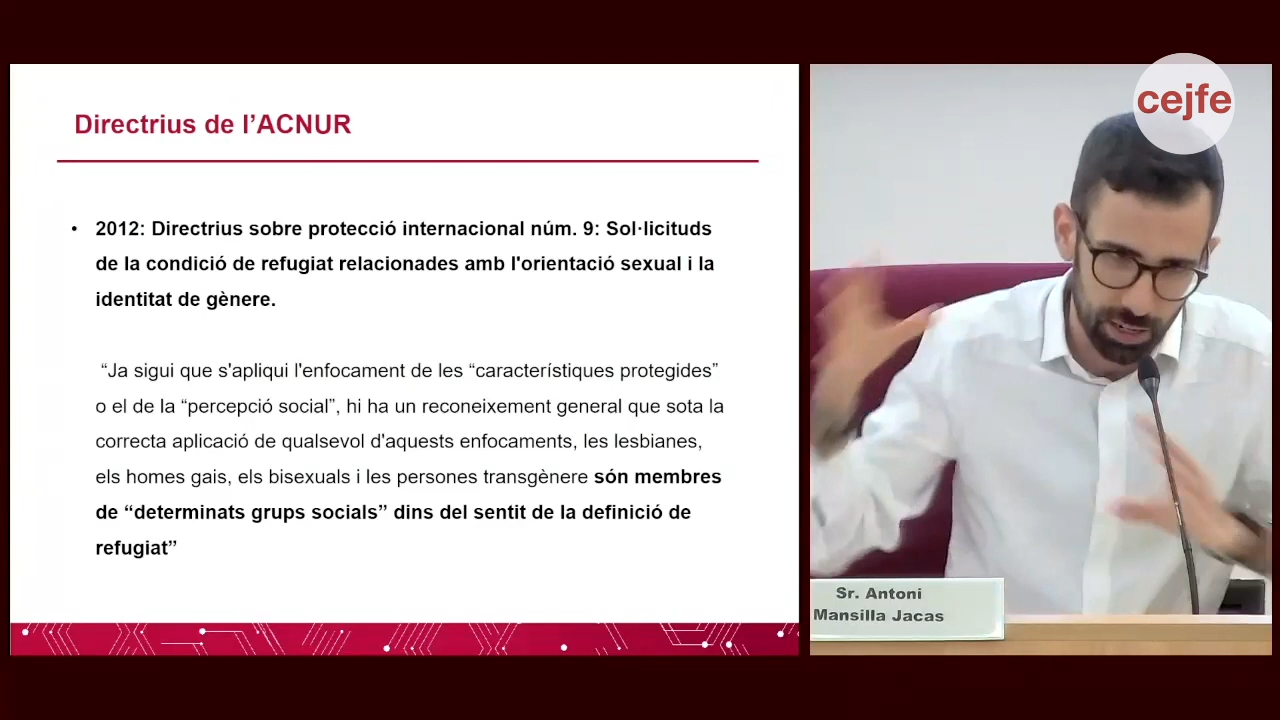 Directrius de l’ACNUR
• 2012: Directrius sobre protecció internacional núm. 9: Sol·licituds
de la condició de refugiat relacionades amb l'orientació sexual i la
identitat de gènere.
“Ja sigui que s'apliqui l'enfocament de les “característiques protegides”
o el de la “percepció social”, hi ha un reconeixement general que sota la
correcta aplicació de qualsevol d'aquests enfocaments, les lesbianes,
els homes gais, els bisexuals i les persones transgènere són membres
de “determinats grups socials” dins del sentit de la definició de
refugiat”
cejfe
Sr. Antoni
Mansilla Jacas